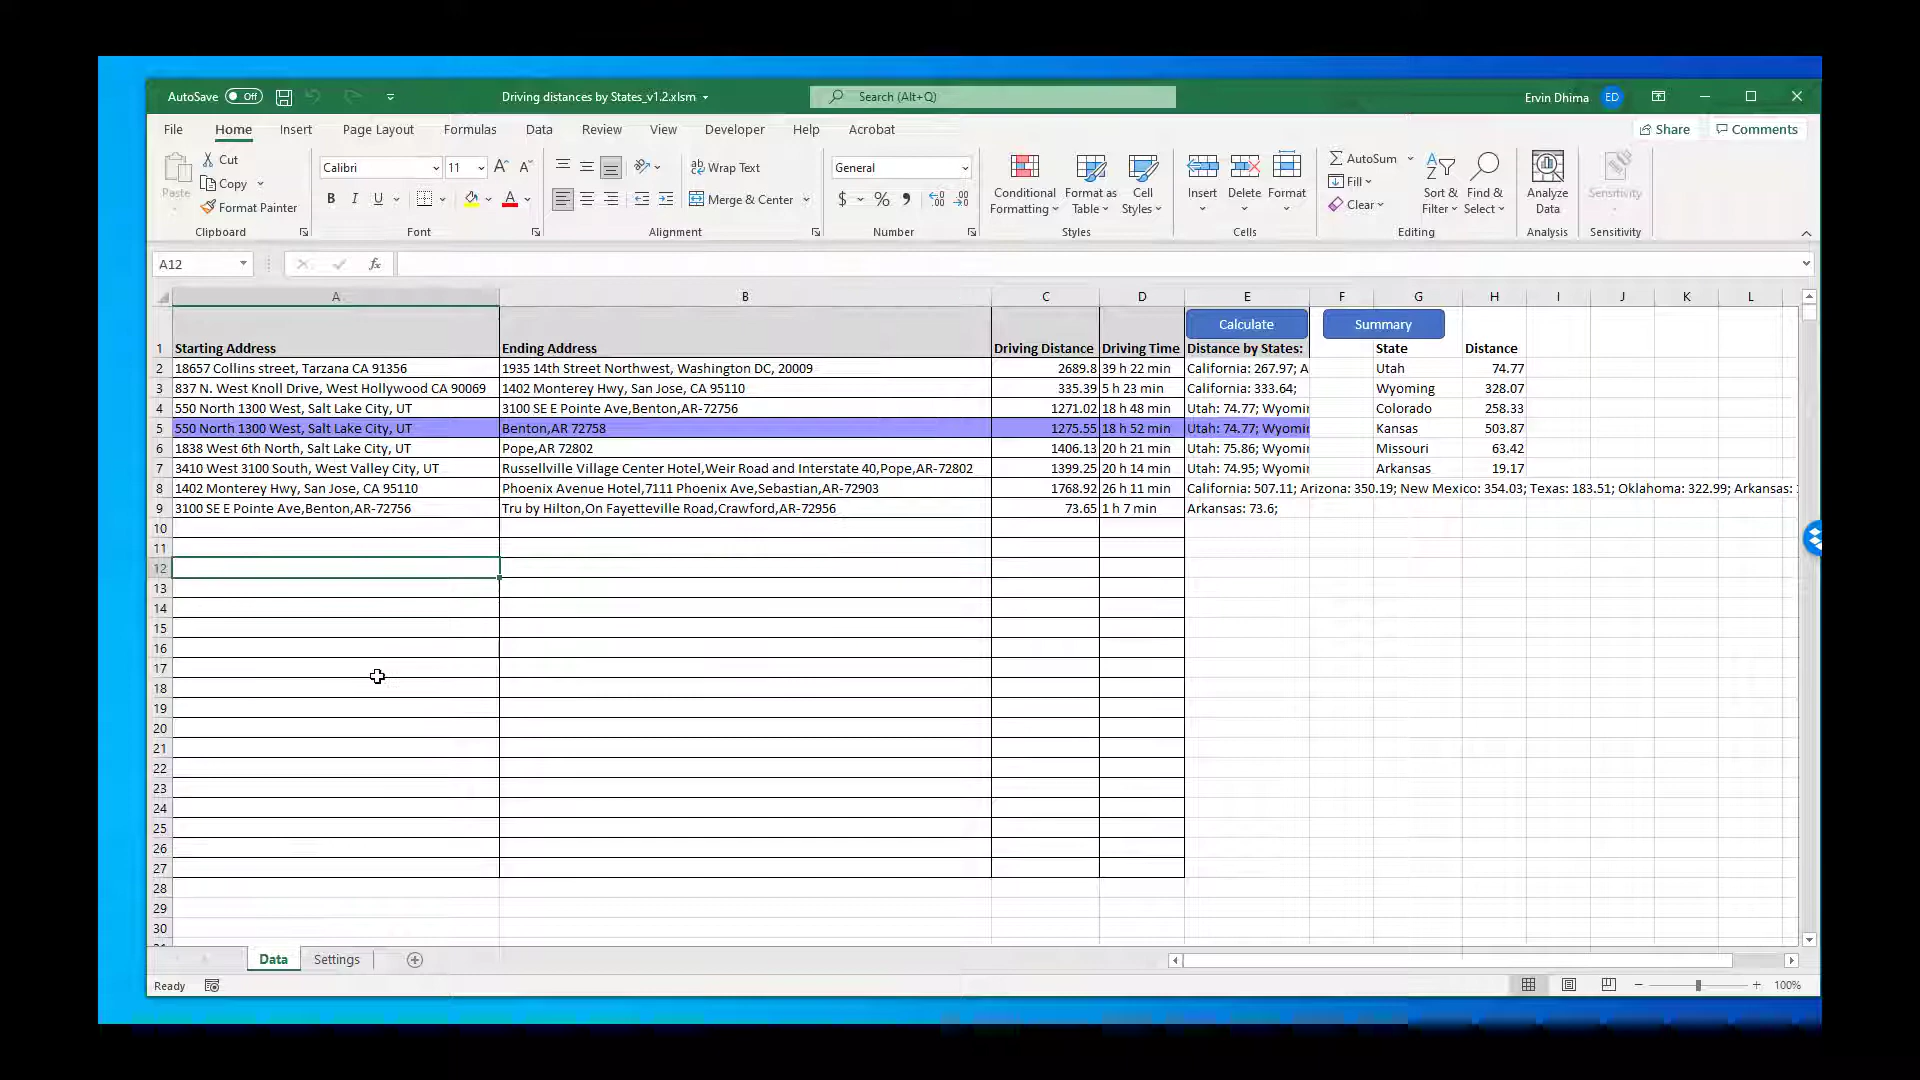 AutoSave Off Driving distances by States_v1.2.xlsm Search (Alt+Q) Ervin Dhima ED
File Home Insert Page Layout Formulas Data Review View Developer Help Acrobat Share Comments
Paste Cut Copy Format Painter Clipboard
Calibri 11 B I U A Font
ab Wrap Text Merge & Center Alignment
General $ % Number
Conditional Formatting Format as Table Cell Styles Styles
Insert Delete Format Cells
AutoSum Fill Clear Sort & Filter Find & Select Editing
Analyze Data Analysis
Sensitivity Sensitivity
A12 fx
A B C D E F G H I J K L
Calculate Summary
1 Starting Address Ending Address Driving Distance Driving Time Distance by States: State Distance
2 18657 Collins street, Tarzana CA 91356 1935 14th Street Northwest, Washington DC, 20009 2689.8 39 h 22 min California: 267.97; A Utah 74.77
3 837 N. West Knoll Drive, West Hollywood CA 90069 1402 Monterey Hwy, San Jose, CA 95110 335.39 5 h 23 min California: 333.64; Wyoming 328.07
4 550 North 1300 West, Salt Lake City, UT 3100 SE E Pointe Ave,Benton,AR-72756 1271.02 18 h 48 min Utah: 74.77; Wyomin Colorado 258.33
5 550 North 1300 West, Salt Lake City, UT Benton,AR 72758 1275.55 18 h 52 min Utah: 74.77; Wyomin Kansas 503.87
6 1838 West 6th North, Salt Lake City, UT Pope,AR 72802 1406.13 20 h 21 min Utah: 75.86; Wyomin Missouri 63.42
7 3410 West 3100 South, West Valley City, UT Russellville Village Center Hotel,Weir Road and Interstate 40,Pope,AR-72802 1399.25 20 h 14 min Utah: 74.95; Wyomin Arkansas 19.17
8 1402 Monterey Hwy, San Jose, CA 95110 Phoenix Avenue Hotel,7111 Phoenix Ave,Sebastian,AR-72903 1768.92 26 h 11 min California: 507.11; Arizona: 350.19; New Mexico: 354.03; Texas: 183.51; Oklahoma: 322.99; Arkansas:
9 3100 SE E Pointe Ave,Benton,AR-72756 Tru by Hilton,On Fayetteville Road,Crawford,AR-72956 73.65 1 h 7 min Arkansas: 73.6;
10
11
12
13
14
15
16
17
18
19
20
21
22
23
24
25
26
27
28
29
30
Data Settings
Ready 100%